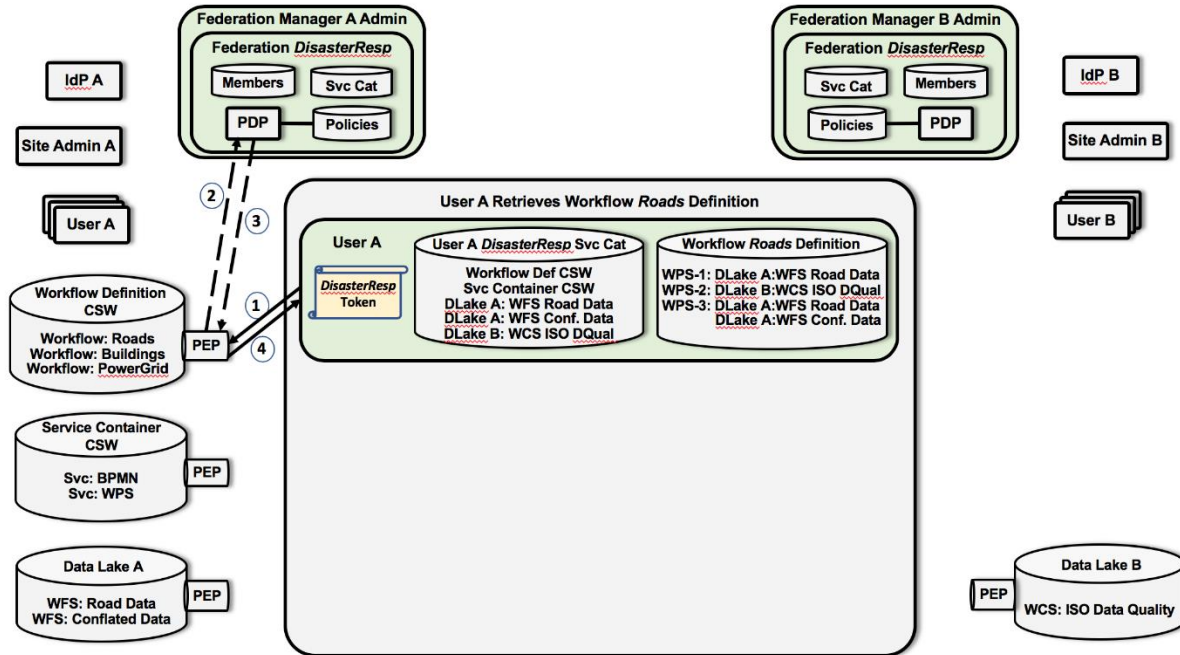 Federation Manager A Admin
Federation DisasterResp
Members
Svc Cat
PDP
Policies
Federation Manager B Admin
Federation DisasterResp
Svc Cat
Members
Policies
PDP
IdP A
Site Admin A
User A
IdP B
Site Admin B
User B
2
3
1
4
User A Retrieves Workflow Roads Definition
User A
DisasterResp
Token
User A DisasterResp Svc Cat
Workflow Def CSW
Svc Container CSW
DLake A: WFS Road Data
DLake A: WFS Conf. Data
DLake B: WCS ISO DQual
Workflow Roads Definition
WPS-1: DLake A:WFS Road Data
WPS-2: DLake B:WCS ISO DQual
WPS-3: DLake A:WFS Road Data
DLake A:WFS Conf. Data
Workflow Definition
CSW
Workflow: Roads
Workflow: Buildings
Workflow: PowerGrid
PEP
Service Container
CSW
Svc: BPMN
Svc: WPS
PEP
Data Lake A
WFS: Road Data
WFS: Conflated Data
PEP
Data Lake B
WCS: ISO Data Quality
PEP